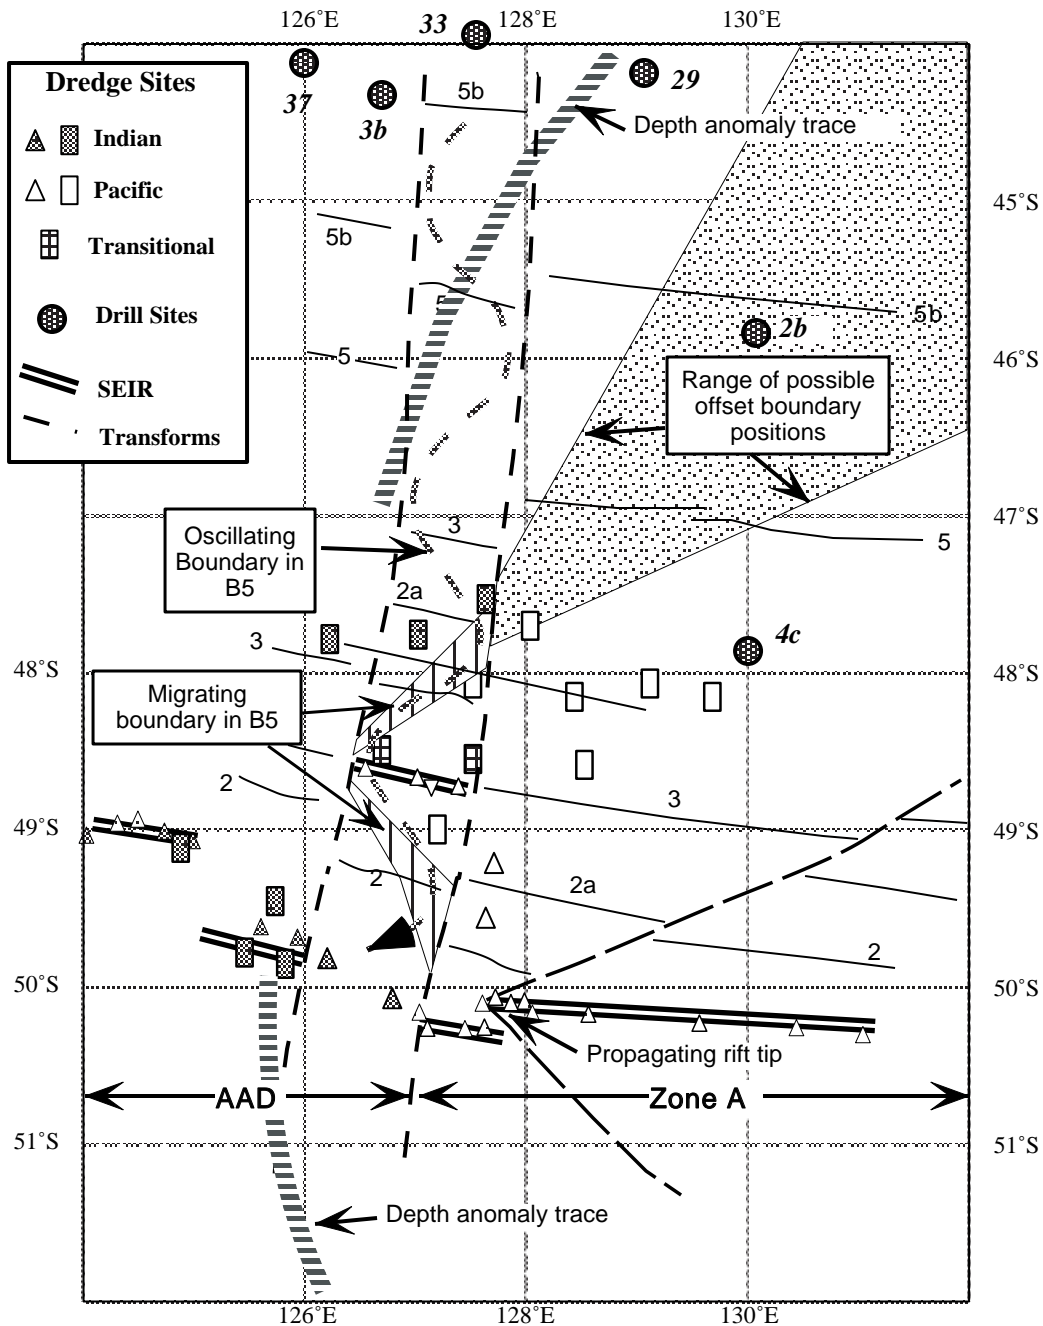 126˚E
33
128˚E
130˚E
Dredge Sites
37
3b
5b
29
Depth anomaly trace
Indian
Pacific
45˚S
Transitional
5b
Drill Sites
5b
2b
5
46˚S
SEIR
Range of possible
offset boundary
positions
Transforms
47˚S
3
5
Oscillating
Boundary in
B5
2a
3
4c
48˚S
48˚S
Migrating
boundary in B5
2
3
49˚S
49˚S
2
2a
2
50˚S
50˚S
Propagating rift tip
AAD
Zone A
51˚S
51˚S
Depth anomaly trace
126˚E
128˚E
130˚E